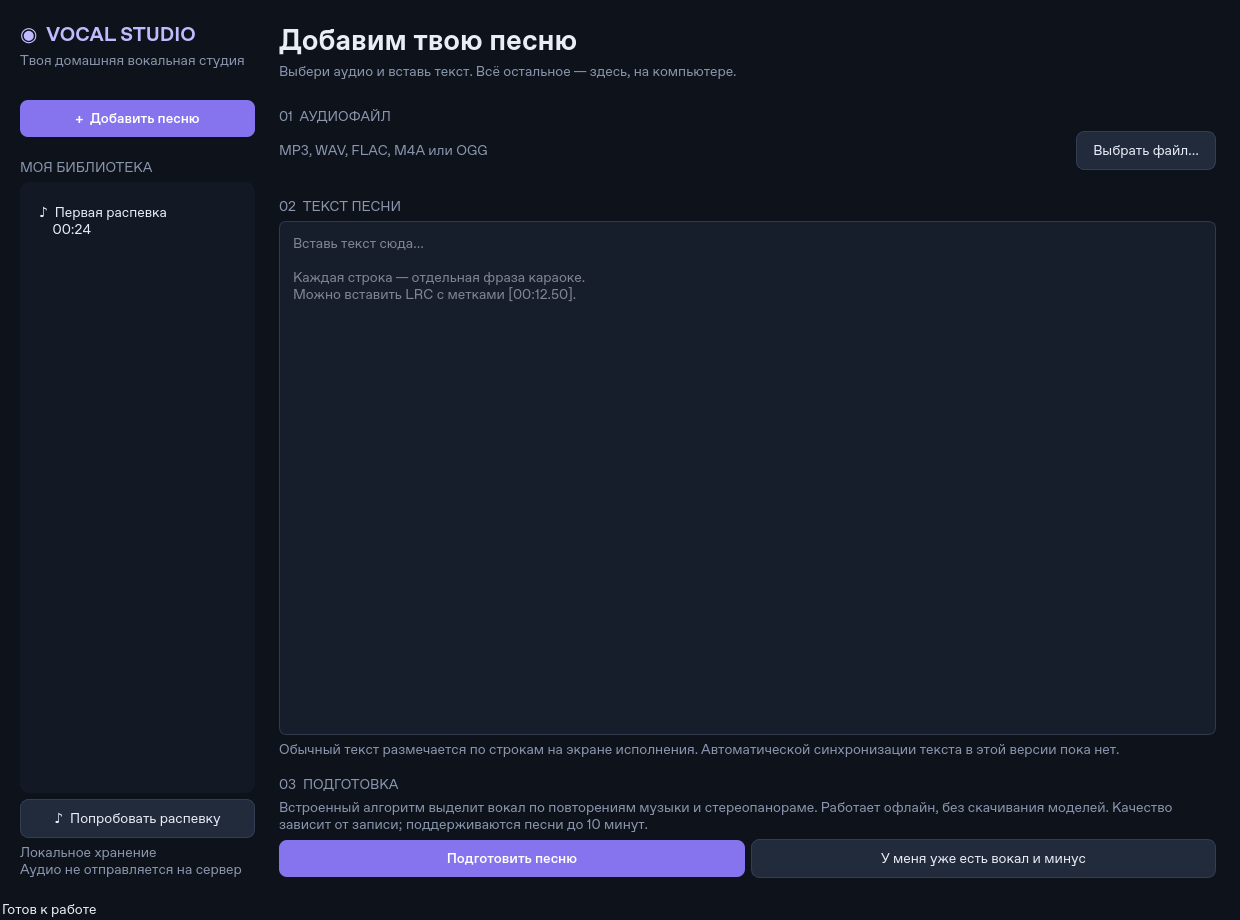 ◉ VOCAL STUDIO
Твоя домашняя вокальная студия
+ Добавить песню
МОЯ БИБЛИОТЕКА
♪ Первая распевка
00:24
♪ Попробовать распевку
Локальное хранение
Аудио не отправляется на сервер
Готов к работе
Добавим твою песню
Выбери аудио и вставь текст. Всё остальное — здесь, на компьютере.
01 АУДИОФАЙЛ
MP3, WAV, FLAC, M4A или OGG
Выбрать файл...
02 ТЕКСТ ПЕСНИ
Вставь текст сюда...
Каждая строка — отдельная фраза караоке.
Можно вставить LRC с метками [00:12.50].
Обычный текст размечается по строкам на экране исполнения. Автоматической синхронизации текста в этой версии пока нет.
03 ПОДГОТОВКА
Встроенный алгоритм выделит вокал по повторениям музыки и стереопанораме. Работает офлайн, без скачивания моделей. Качество
зависит от записи; поддерживаются песни до 10 минут.
Подготовить песню
У меня уже есть вокал и минус